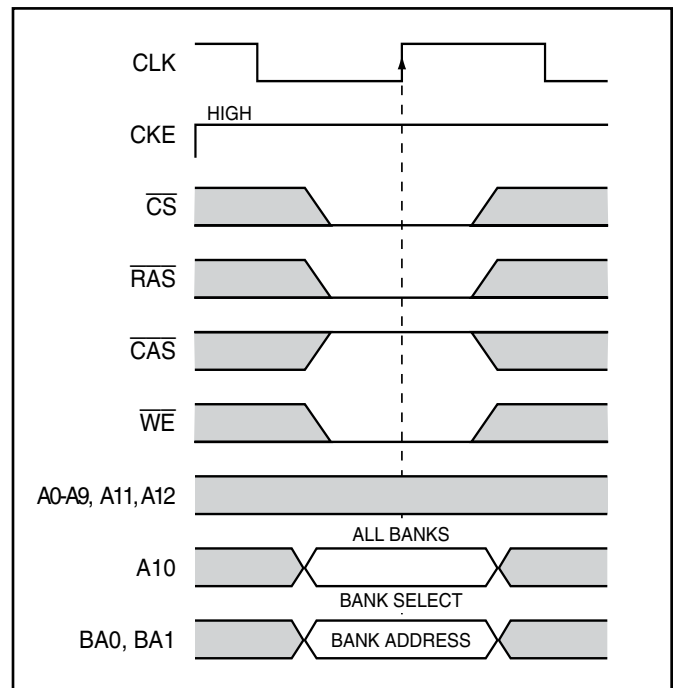 CLK
HIGH
CKE
CS
RAS
CAS
WE
A0-A9, A11, A12
ALL BANKS
A10
BANK SELECT
BA0, BA1
BANK ADDRESS